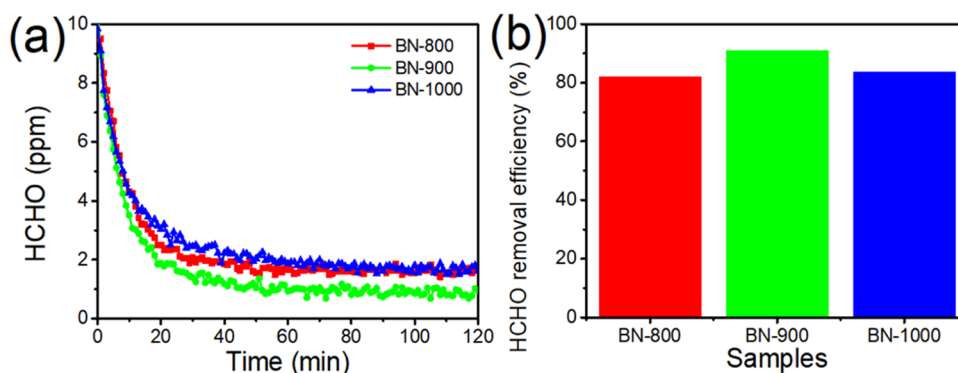 (a)
10
8
6
4
2
0
HCHO (ppm)
BN-800
BN-900
BN-1000
0 20 40 60 80 100 120
Time (min)
(b)
100
80
60
40
20
0
HCHO removal efficiency (%)
BN-800 BN-900 BN-1000
Samples